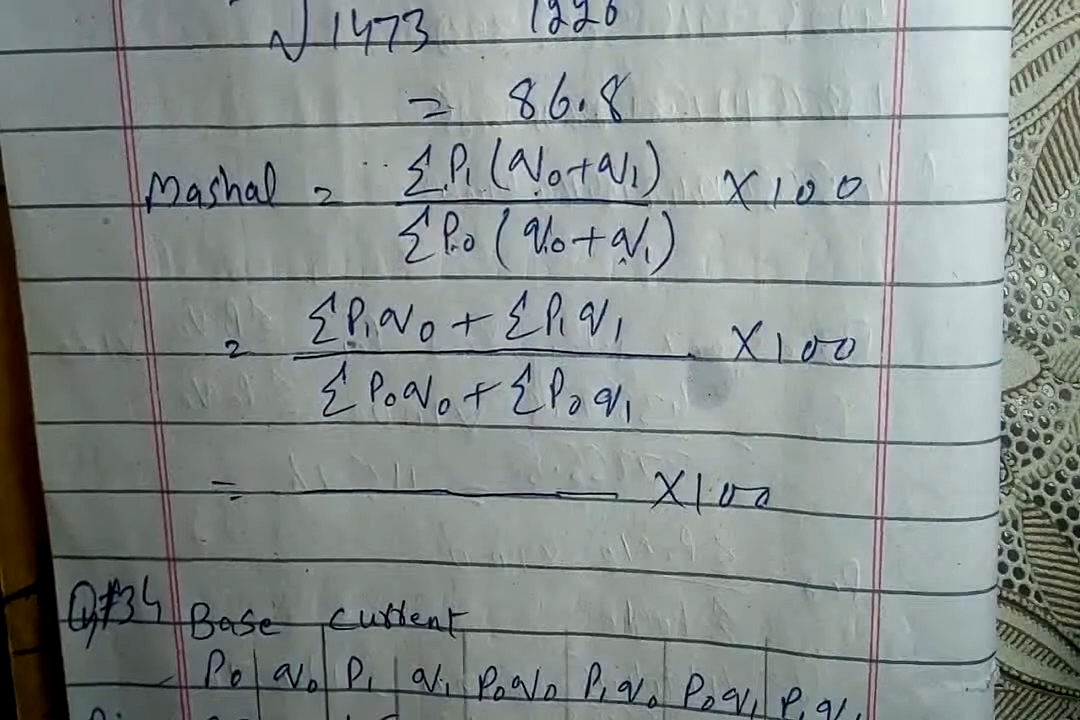 √1473 1226
= 86.8
Mashal = ΣP₁(q₀+q₁) ×100
ΣP₀(q₀+q₁)
= ΣP₁q₀+ΣP₁q₁ ×100
ΣP₀q₀+ΣP₀q₁
= ×100
Q#34 Base current
P₀ q₀ P₁ q₁ P₀q₀ P₁q₀ P₀q₁ P₁q₁